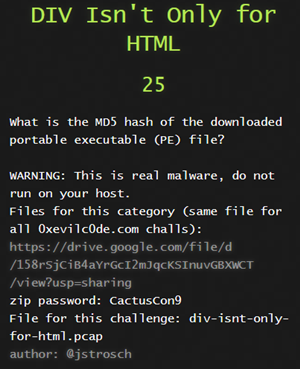 DIV Isn't Only for
HTML
25
What is the MD5 hash of the downloaded
portable executable (PE) file?
WARNING: This is real malware, do not
run on your host.
Files for this category (same file for
all 0xevilc0de.com challs):
https://drive.google.com/file/d
/158rSjCiB4aYrGcI2mJqcKSInuvGBXWCT
/view?usp=sharing
zip password: CactusCon9
File for this challenge: div-isnt-only-
for-html.pcap
author: @jstrosch